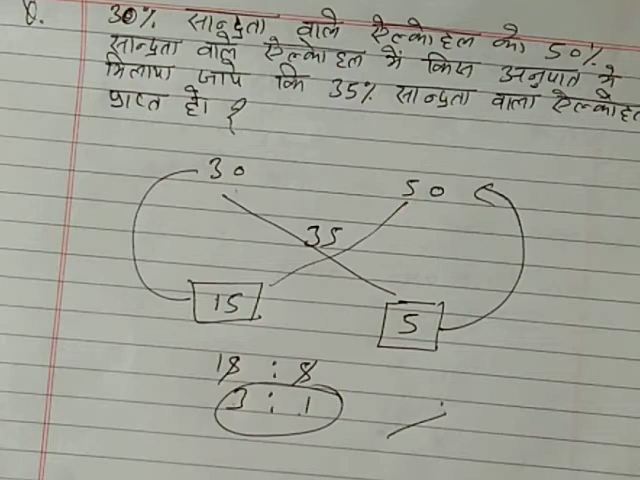 Q. 30% सान्द्रता वाले ऐल्कोहल को 50%
सान्द्रता वाले ऐल्कोहल में किस अनुपात में
मिलाया जाये कि 35% सान्द्रता वाला ऐल्कोहल
प्राप्त हो। ?
30 50
35
15 5
15 : 5
3 : 1